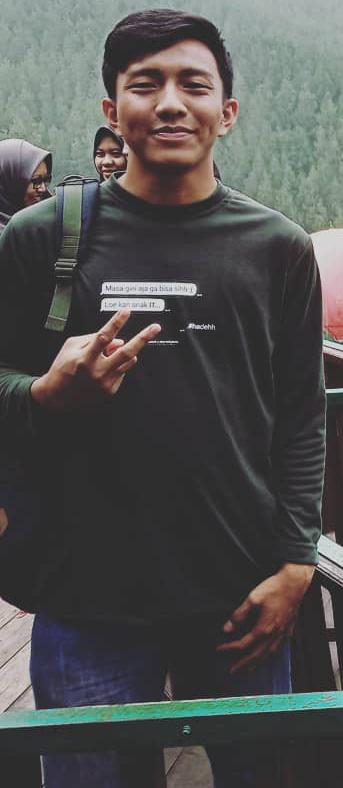 Masa gini aja ga bisa sihh :(
Loe kan anak IT...
#hadehh